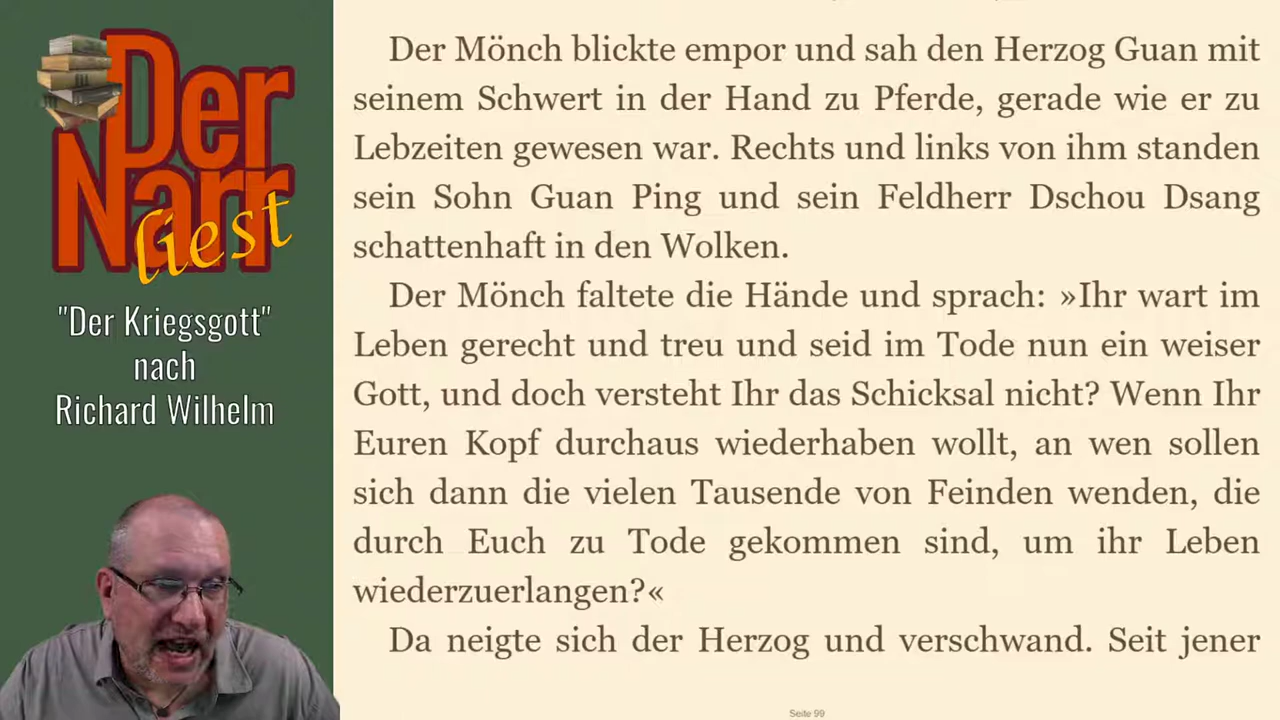 Der
Narr
liest
"Der Kriegsgott"
nach
Richard Wilhelm
Der Mönch blickte empor und sah den Herzog Guan mit
seinem Schwert in der Hand zu Pferde, gerade wie er zu
Lebzeiten gewesen war. Rechts und links von ihm standen
sein Sohn Guan Ping und sein Feldherr Dschou Dsang
schattenhaft in den Wolken.
Der Mönch faltete die Hände und sprach: »Ihr wart im
Leben gerecht und treu und seid im Tode nun ein weiser
Gott, und doch versteht Ihr das Schicksal nicht? Wenn Ihr
Euren Kopf durchaus wiederhaben wollt, an wen sollen
sich dann die vielen Tausende von Feinden wenden, die
durch Euch zu Tode gekommen sind, um ihr Leben
wiederzuerlangen?«
Da neigte sich der Herzog und verschwand. Seit jener
Seite 99